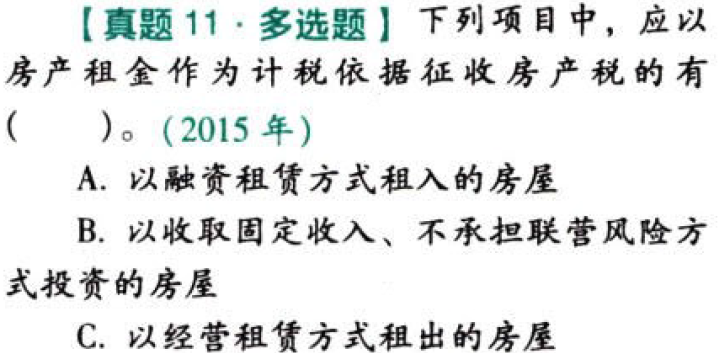 【真题 11·多选题】下列项目中，应以
房产租金作为计税依据征收房产税的有
(　　)。(2015 年)
A. 以融资租赁方式租入的房屋
B. 以收取固定收入、不承担联营风险方
式投资的房屋
C. 以经营租赁方式租出的房屋